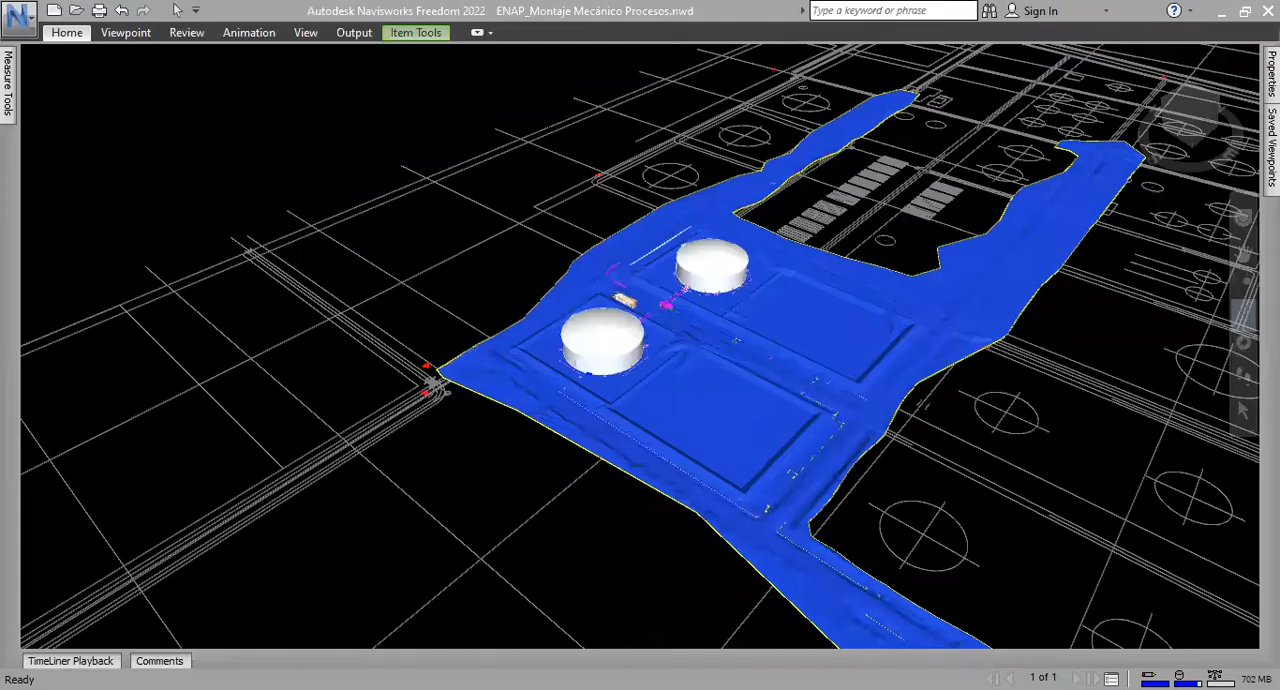 Autodesk Navisworks Freedom 2022 ENAP_Montaje Mecánico Procesos.nwd
Type a keyword or phrase
Sign In
Home Viewpoint Review Animation View Output Item Tools
Measure Tools
Properties
Saved Viewpoints
TimeLiner Playback Comments
Ready
1 of 1
702 MB